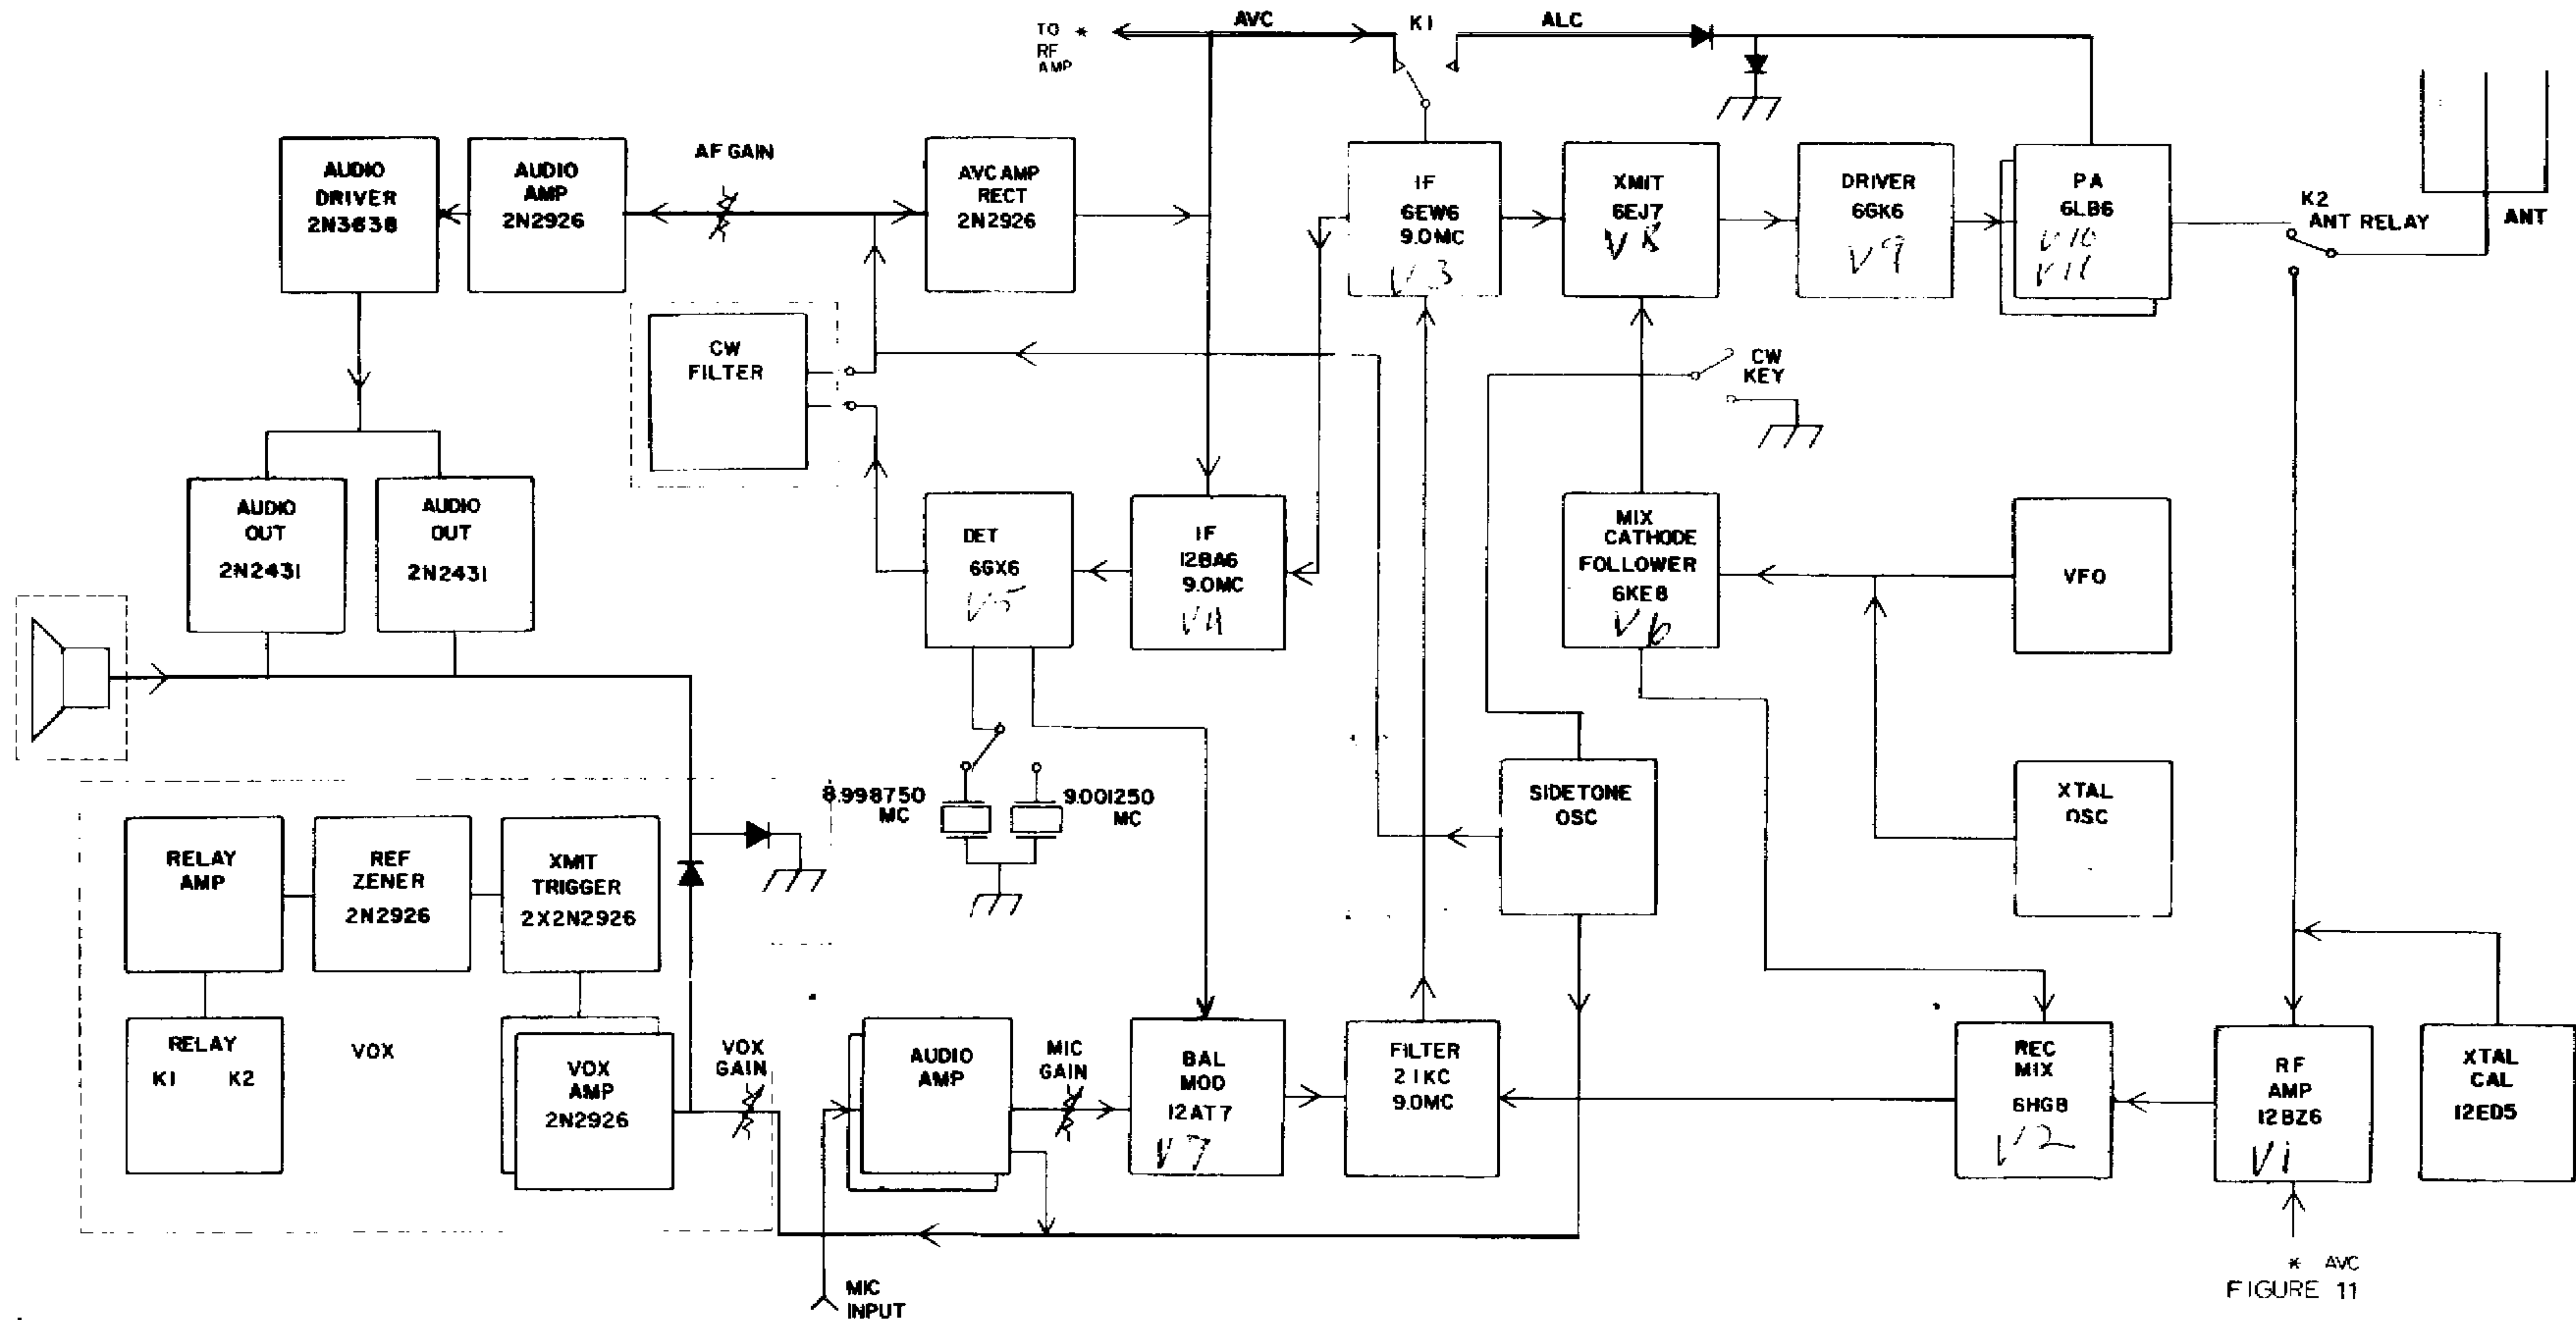 TO *
RF
AMP
AVC
K1
ALC
AUDIO
DRIVER
2N3638
AUDIO
AMP
2N2926
AF GAIN
AVC AMP
RECT
2N2926
IF
6EW6
9.0MC
V3
XMIT
6EJ7
V8
DRIVER
6GK6
V9
PA
6LB6
V10
V11
K2
ANT RELAY
ANT
CW
FILTER
CW
KEY
AUDIO
OUT
2N2431
AUDIO
OUT
2N2431
DET
6GX6
V5
IF
12BA6
9.0MC
V4
MIX
CATHODE
FOLLOWER
6KE8
V6
VFO
8.998750
MC
9.001250
MC
SIDETONE
OSC
XTAL
OSC
RELAY
AMP
REF
ZENER
2N2926
XMIT
TRIGGER
2X2N2926
RELAY
K1 K2
VOX
VOX
AMP
2N2926
VOX
GAIN
AUDIO
AMP
MIC
GAIN
BAL
MOD
12AT7
V7
FILTER
2 1KC
9.0MC
REC
MIX
6HG8
V2
RF
AMP
12BZ6
V1
XTAL
CAL
12ED5
MIC
INPUT
* AVC
FIGURE 11